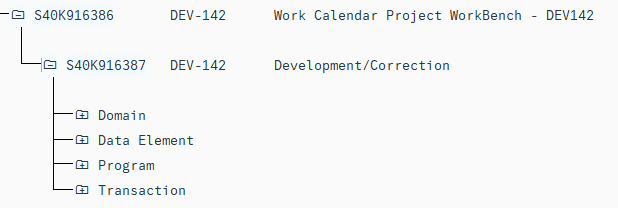 S40K916386 DEV-142 Work Calendar Project WorkBench - DEV142
S40K916387 DEV-142 Development/Correction
Domain
Data Element
Program
Transaction